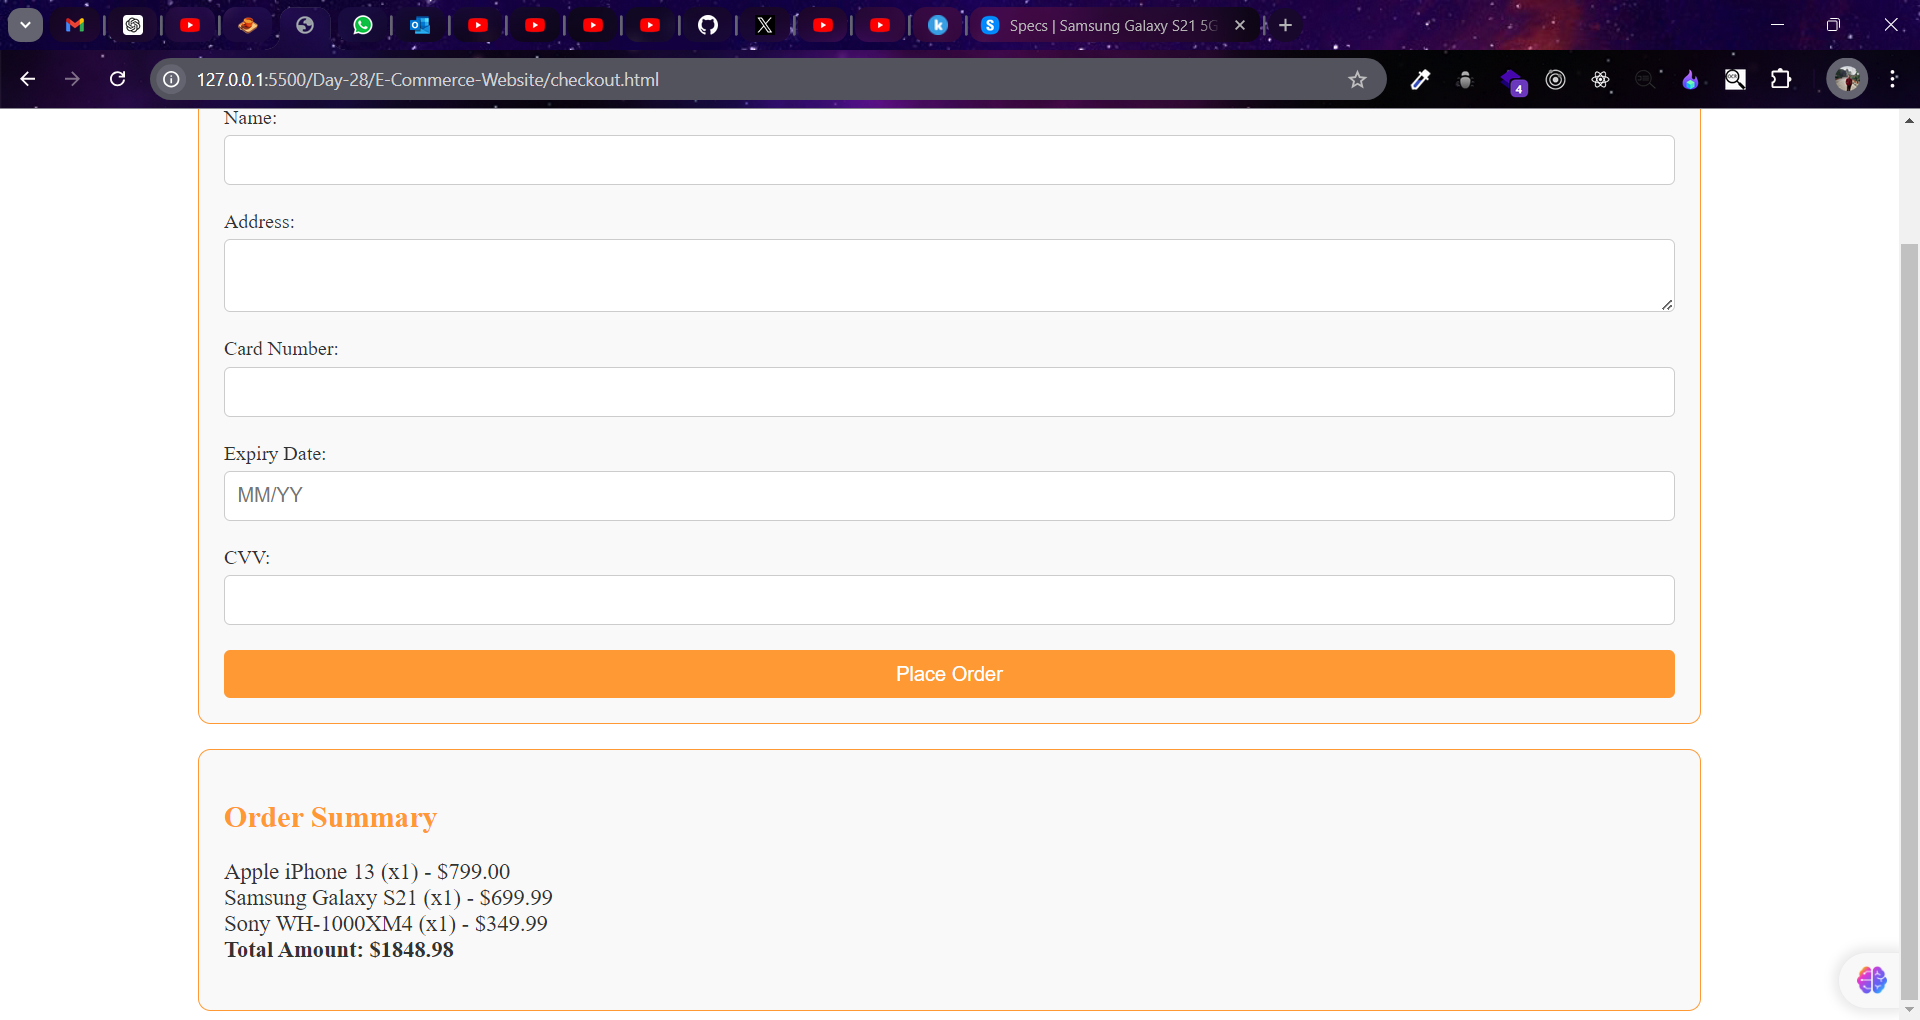 Specs | Samsung Galaxy S21 5G
127.0.0.1:5500/Day-28/E-Commerce-Website/checkout.html
4
Name:
Address:
Card Number:
Expiry Date:
MM/YY
CVV:
Place Order
Order Summary
Apple iPhone 13 (x1) - $799.00
Samsung Galaxy S21 (x1) - $699.99
Sony WH-1000XM4 (x1) - $349.99
Total Amount: $1848.98